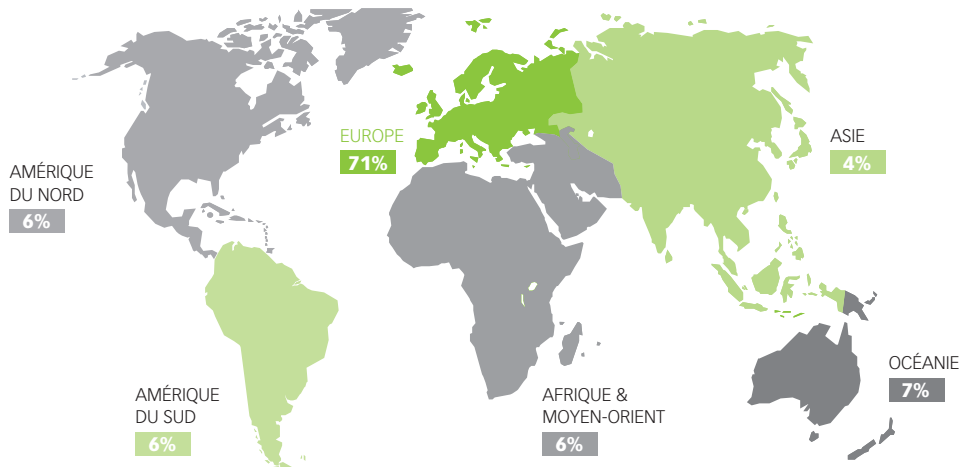 EUROPE
71%
ASIE
4%
AMÉRIQUE
DU NORD
6%
OCÉANIE
7%
AMÉRIQUE
DU SUD
6%
AFRIQUE &
MOYEN-ORIENT
6%